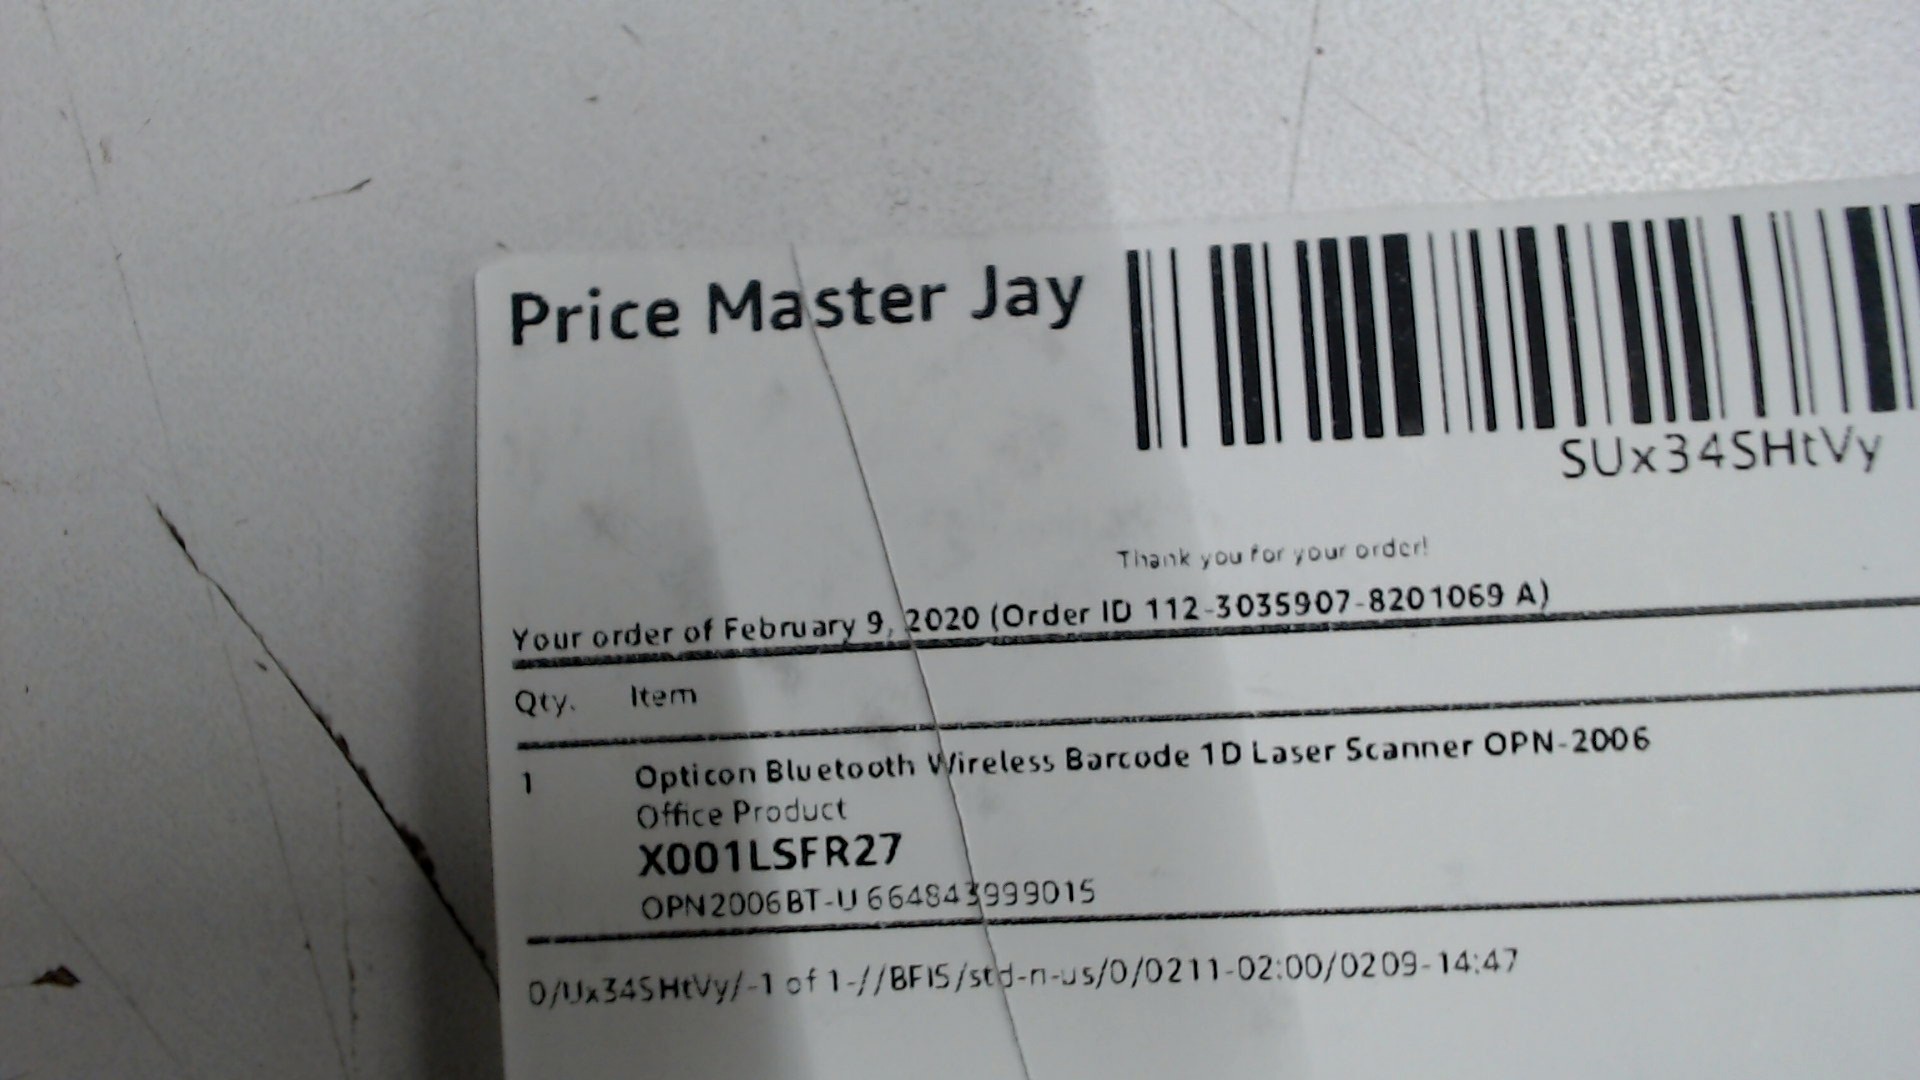 Price Master Jay
SUx34SHtVy
Thank you for your order!
Your order of February 9, 2020 (Order ID 112-3035907-8201069 A)
Qty. Item
1 Opticon Bluetooth Wireless Barcode 1D Laser Scanner OPN-2006
Office Product
X001LSFR27
OPN2006BT-U 664843999015
0/Ux34SHtVy/-1 of 1-//BFI5/std-n-us/0/0211-02:00/0209-14:47